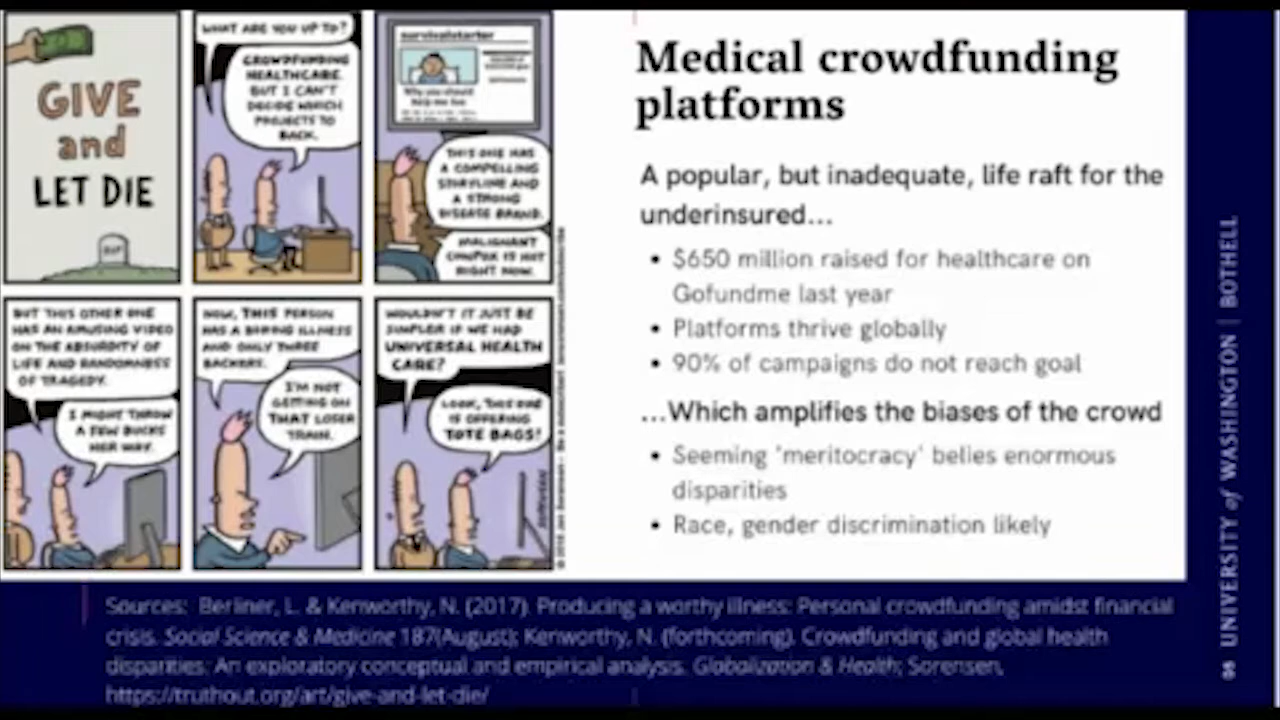 GIVE
and
LET DIE
RIP
WHAT ARE YOU UP TO?
CROWDFUNDING
HEALTHCARE.
BUT I CAN'T
DECIDE WHICH
PROJECTS TO
BACK.
survivalstarter
Why you should
help me live
THIS ONE HAS
A COMPELLING
STORYLINE AND
A STRONG
DISEASE BRAND.
MALIGNANT
IS HOT
RIGHT NOW.
BUT THIS OTHER ONE
HAS AN AMUSING VIDEO
ON THE ABSURDITY OF
LIFE AND RANDOMNESS
OF TRAGEDY.
I MIGHT THROW
A FEW BUCKS
HER WAY.
NOW, THIS PERSON
HAS A BORING ILLNESS
AND ONLY THREE
BACKERS.
I'M NOT
GETTING ON
THAT LOSER
TRAIN.
WOULDN'T IT JUST BE
SIMPLER IF WE HAD
UNIVERSAL HEALTH
CARE?
LOOK, THIS ONE
IS OFFERING
TOTE BAGS!
SORENSEN
Medical crowdfunding
platforms
A popular, but inadequate, life raft for the
underinsured...
• $650 million raised for healthcare on
Gofundme last year
• Platforms thrive globally
• 90% of campaigns do not reach goal
...Which amplifies the biases of the crowd
• Seeming 'meritocracy' belies enormous
disparities
• Race, gender discrimination likely
Sources: Berliner, L. & Kenworthy, N. (2017). Producing a worthy illness: Personal crowdfunding amidst financial
crisis. Social Science & Medicine 187(August); Kenworthy, N. (forthcoming). Crowdfunding and global health
disparities: An exploratory conceptual and empirical analysis. Globalization & Health; Sorensen,
https://truthout.org/art/give-and-let-die/
UNIVERSITY of WASHINGTON | BOTHELL